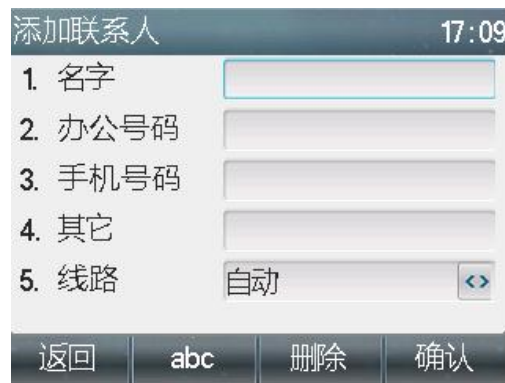 添加联系人 17:09
1. 名字
2. 办公号码
3. 手机号码
4. 其它
5. 线路 自动 <>
返回 abc 删除 确认